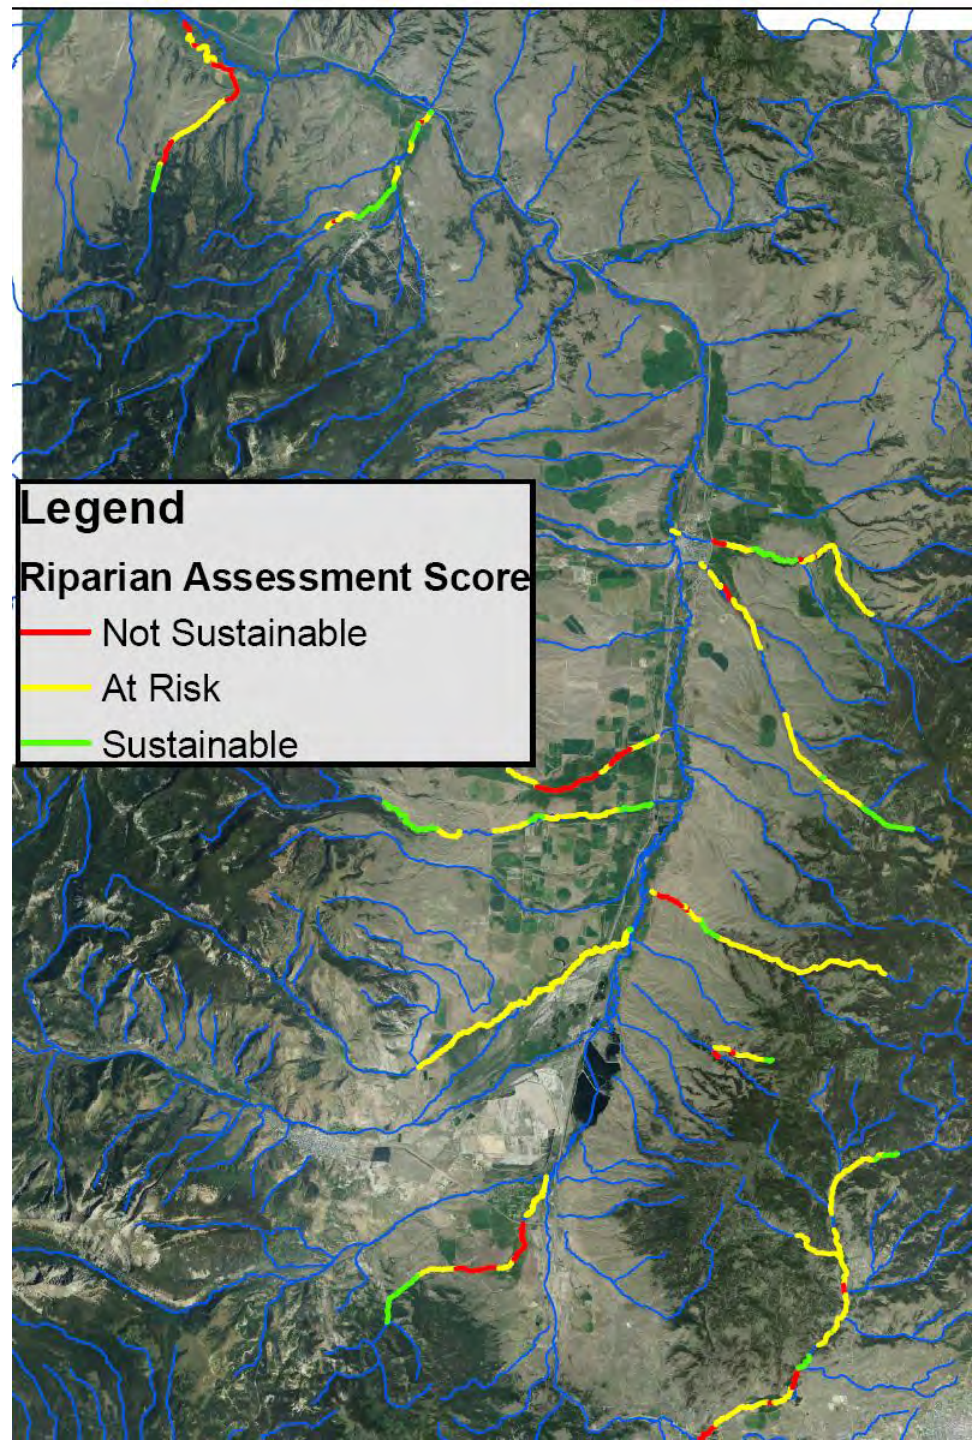 Legend
Riparian Assessment Score
Not Sustainable
At Risk
Sustainable